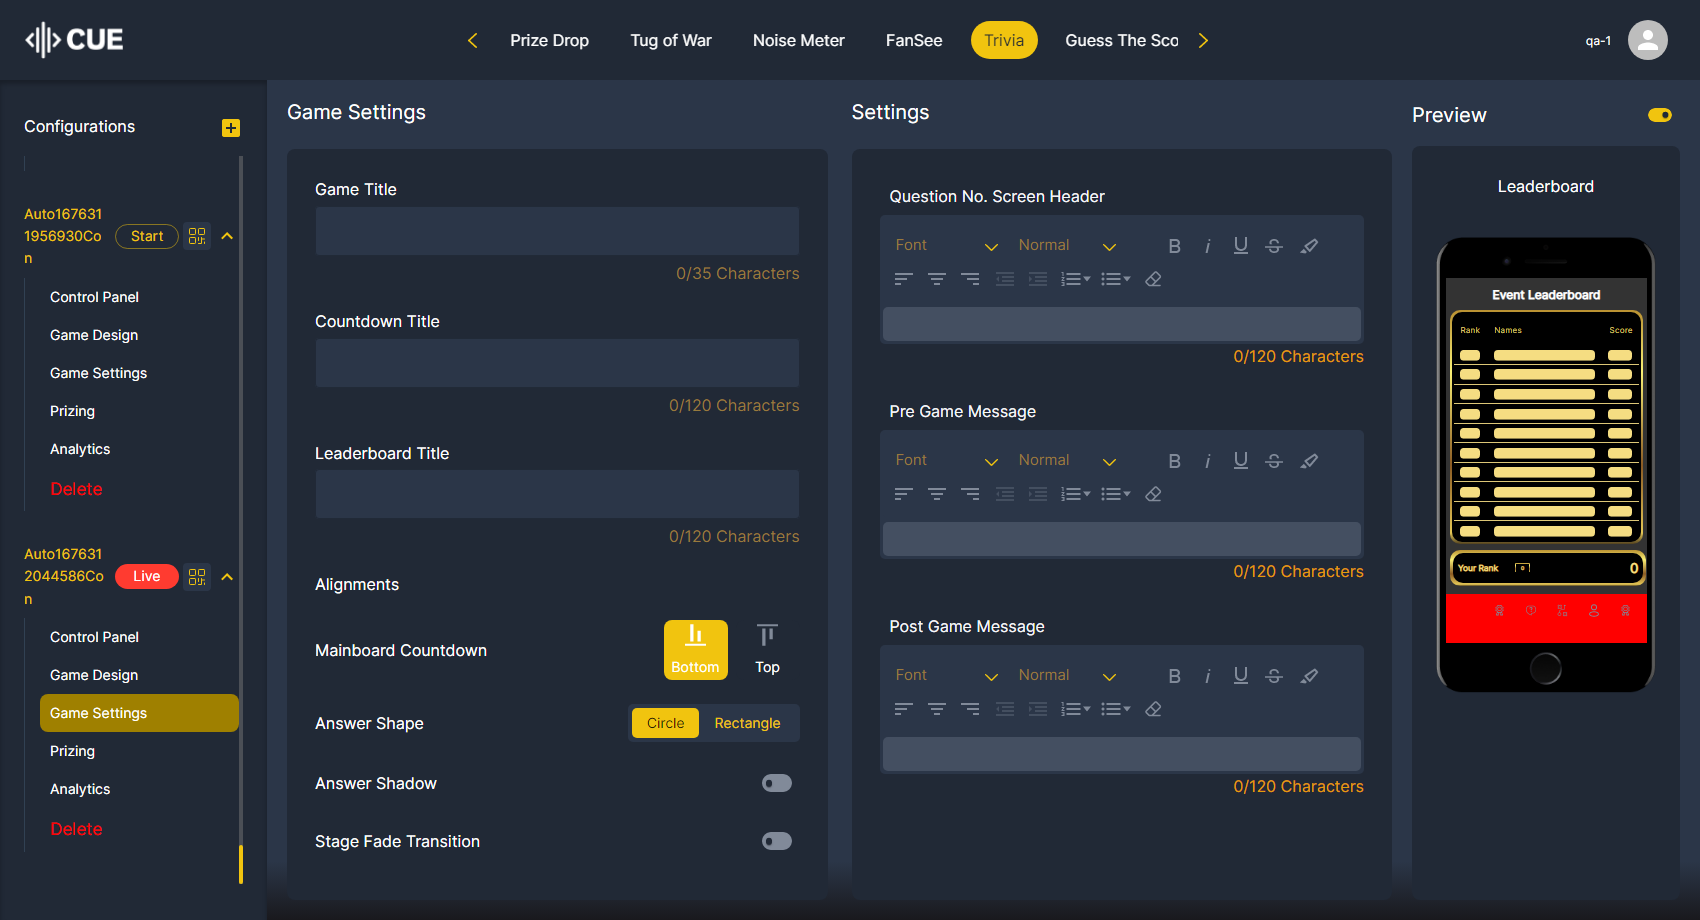 CUE
Prize Drop
Tug of War
Noise Meter
FanSee
Trivia
Guess The Sco
qa-1
Configurations
Auto167631
1956930Co
n
Start
Control Panel
Game Design
Game Settings
Prizing
Analytics
Delete
Auto167631
2044586Co
n
Live
Control Panel
Game Design
Game Settings
Prizing
Analytics
Delete
Game Settings
Game Title
0/35 Characters
Countdown Title
0/120 Characters
Leaderboard Title
0/120 Characters
Alignments
Mainboard Countdown
Bottom
Top
Answer Shape
Circle
Rectangle
Answer Shadow
Stage Fade Transition
Settings
Question No. Screen Header
Font
Normal
0/120 Characters
Pre Game Message
Font
Normal
0/120 Characters
Post Game Message
Font
Normal
0/120 Characters
Preview
Leaderboard
Event Leaderboard
Rank Names Score
Your Rank 0 0